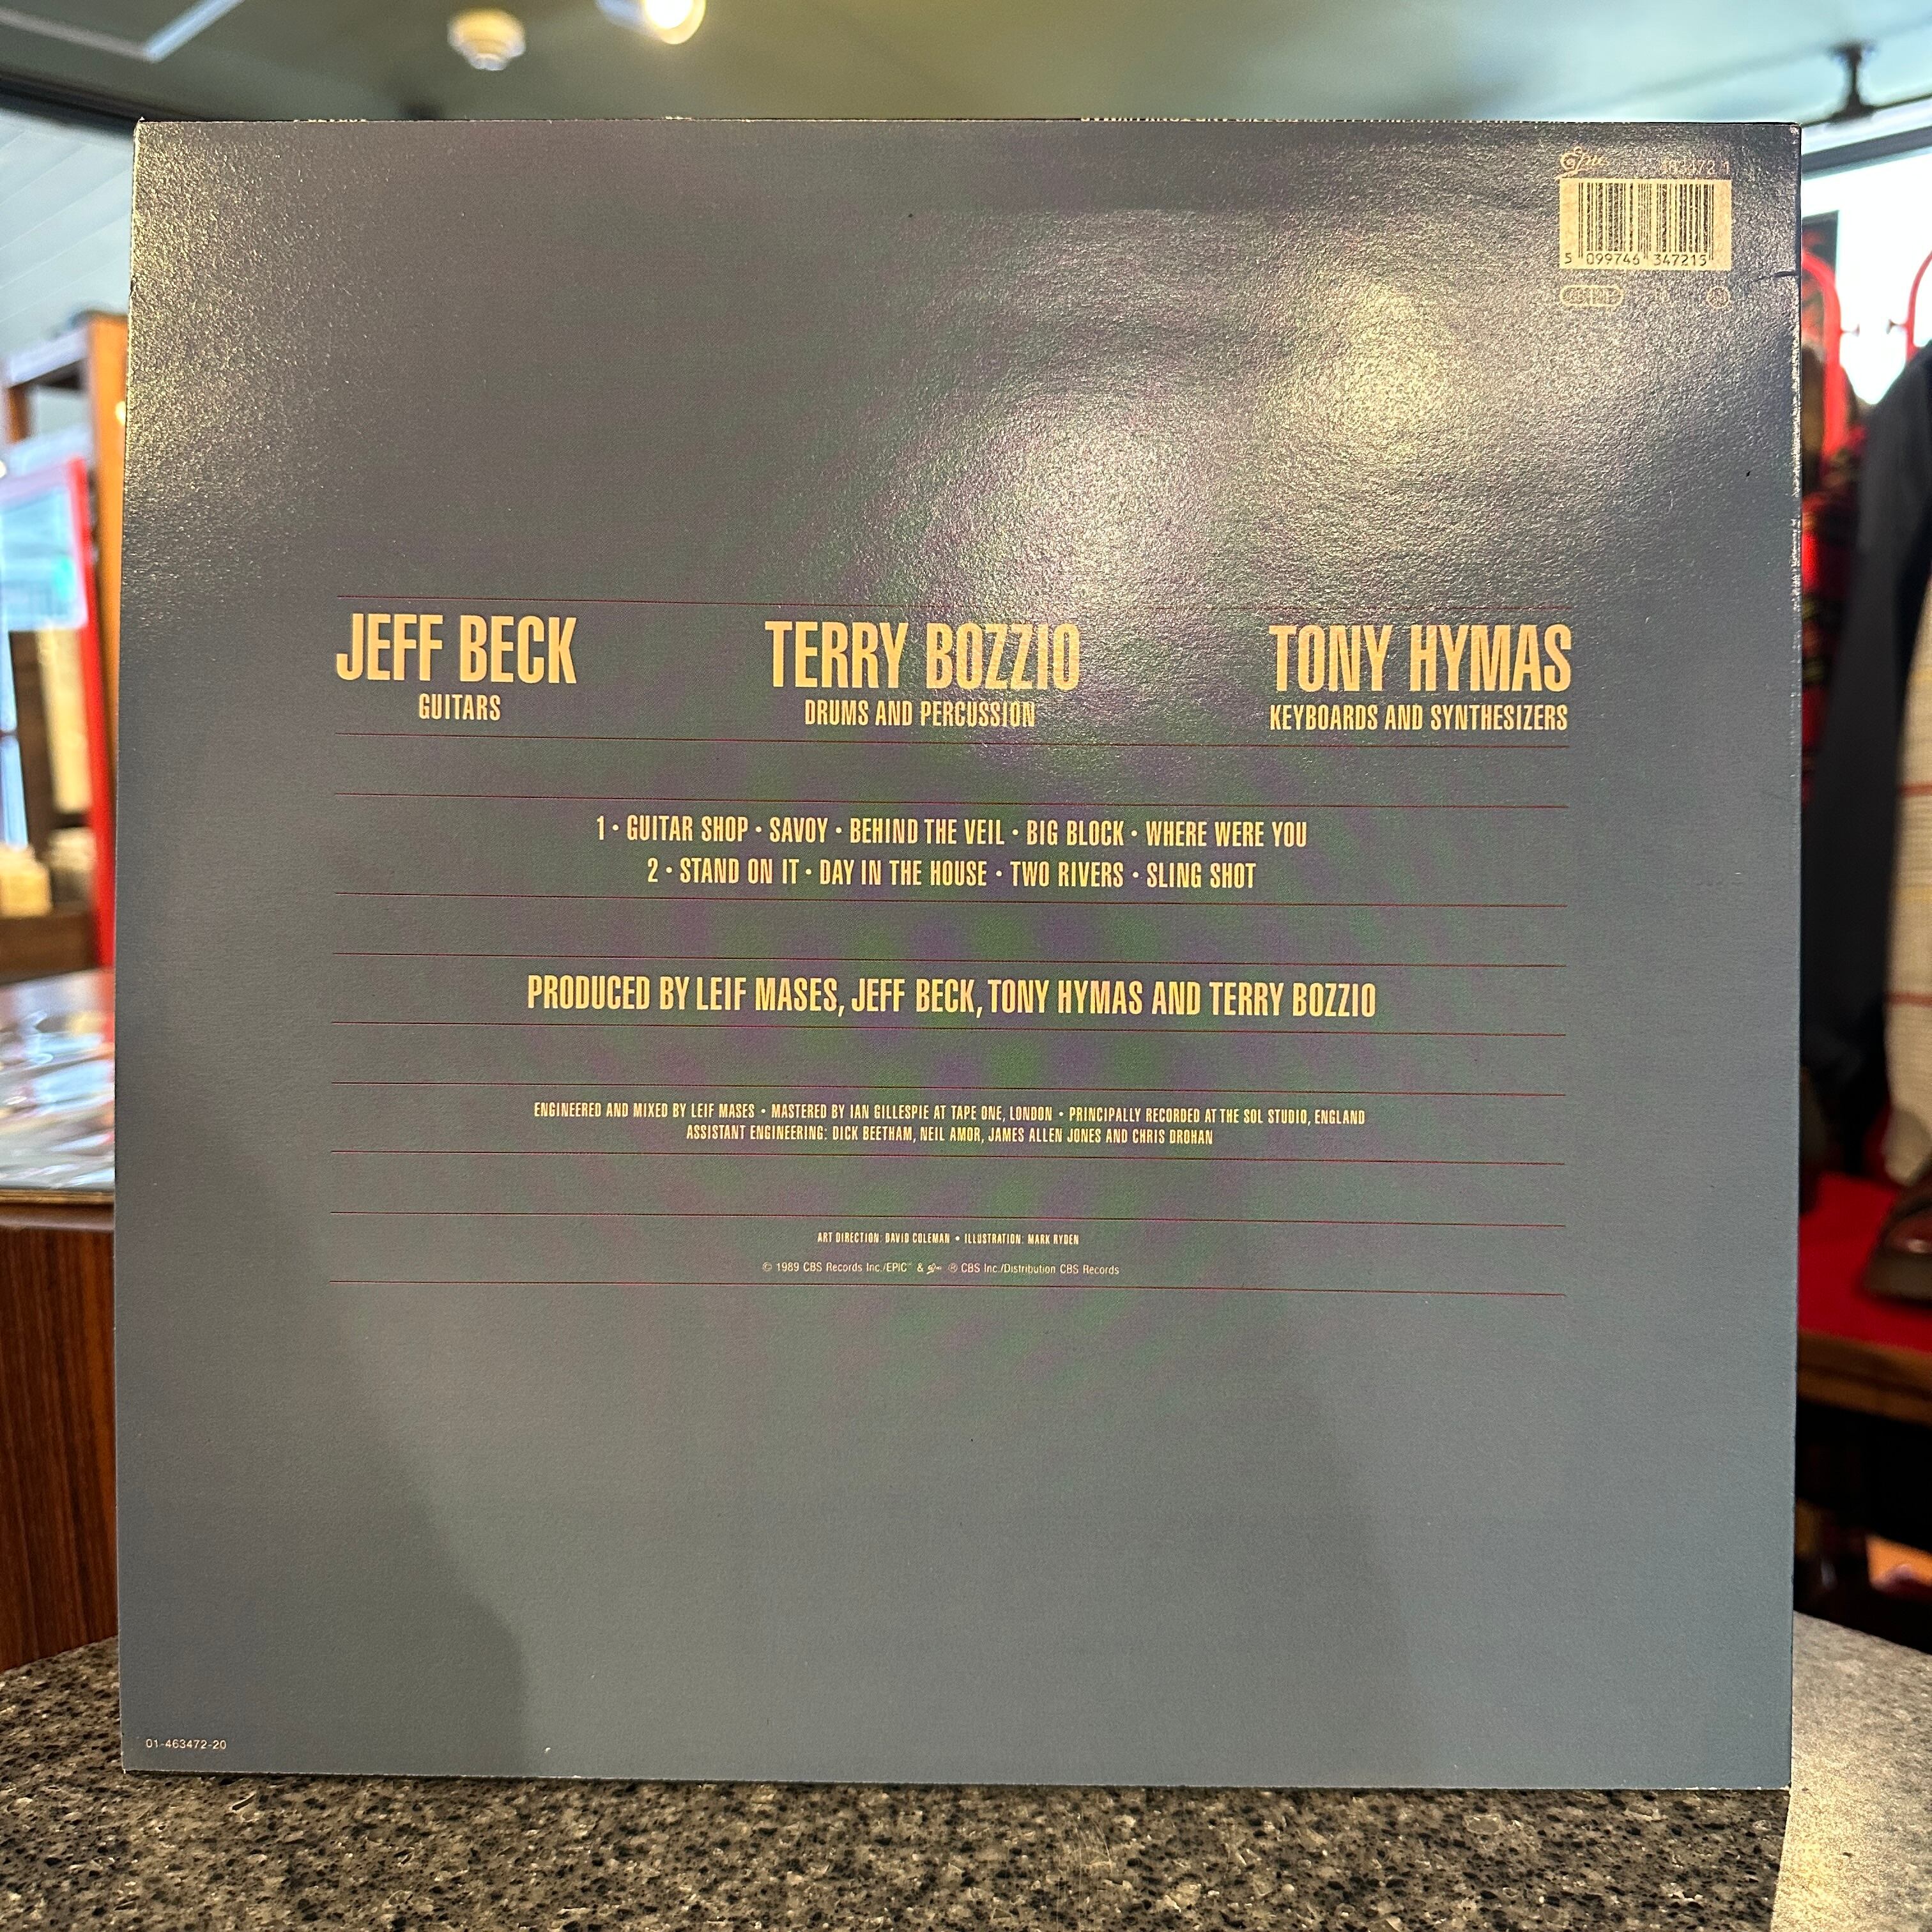 Epic 463472 1
5 099746 347215
JEFF BECK
GUITARS
TERRY BOZZIO
DRUMS AND PERCUSSION
TONY HYMAS
KEYBOARDS AND SYNTHESIZERS
1 • GUITAR SHOP • SAVOY • BEHIND THE VEIL • BIG BLOCK • WHERE WERE YOU
2 • STAND ON IT • DAY IN THE HOUSE • TWO RIVERS • SLING SHOT
PRODUCED BY LEIF MASES, JEFF BECK, TONY HYMAS AND TERRY BOZZIO
ENGINEERED AND MIXED BY LEIF MASES • MASTERED BY IAN GILLESPIE AT TAPE ONE, LONDON • PRINCIPALLY RECORDED AT THE SOL STUDIO, ENGLAND
ASSISTANT ENGINEERING: DICK BEETHAM, NEIL AMOR, JAMES ALLEN JONES AND CHRIS DROHAN
ART DIRECTION: DAVID COLEMAN • ILLUSTRATION: MARK RYDEN
© 1989 CBS Records Inc./EPIC & Epic ℗ CBS Inc./Distribution CBS Records
01-463472-20